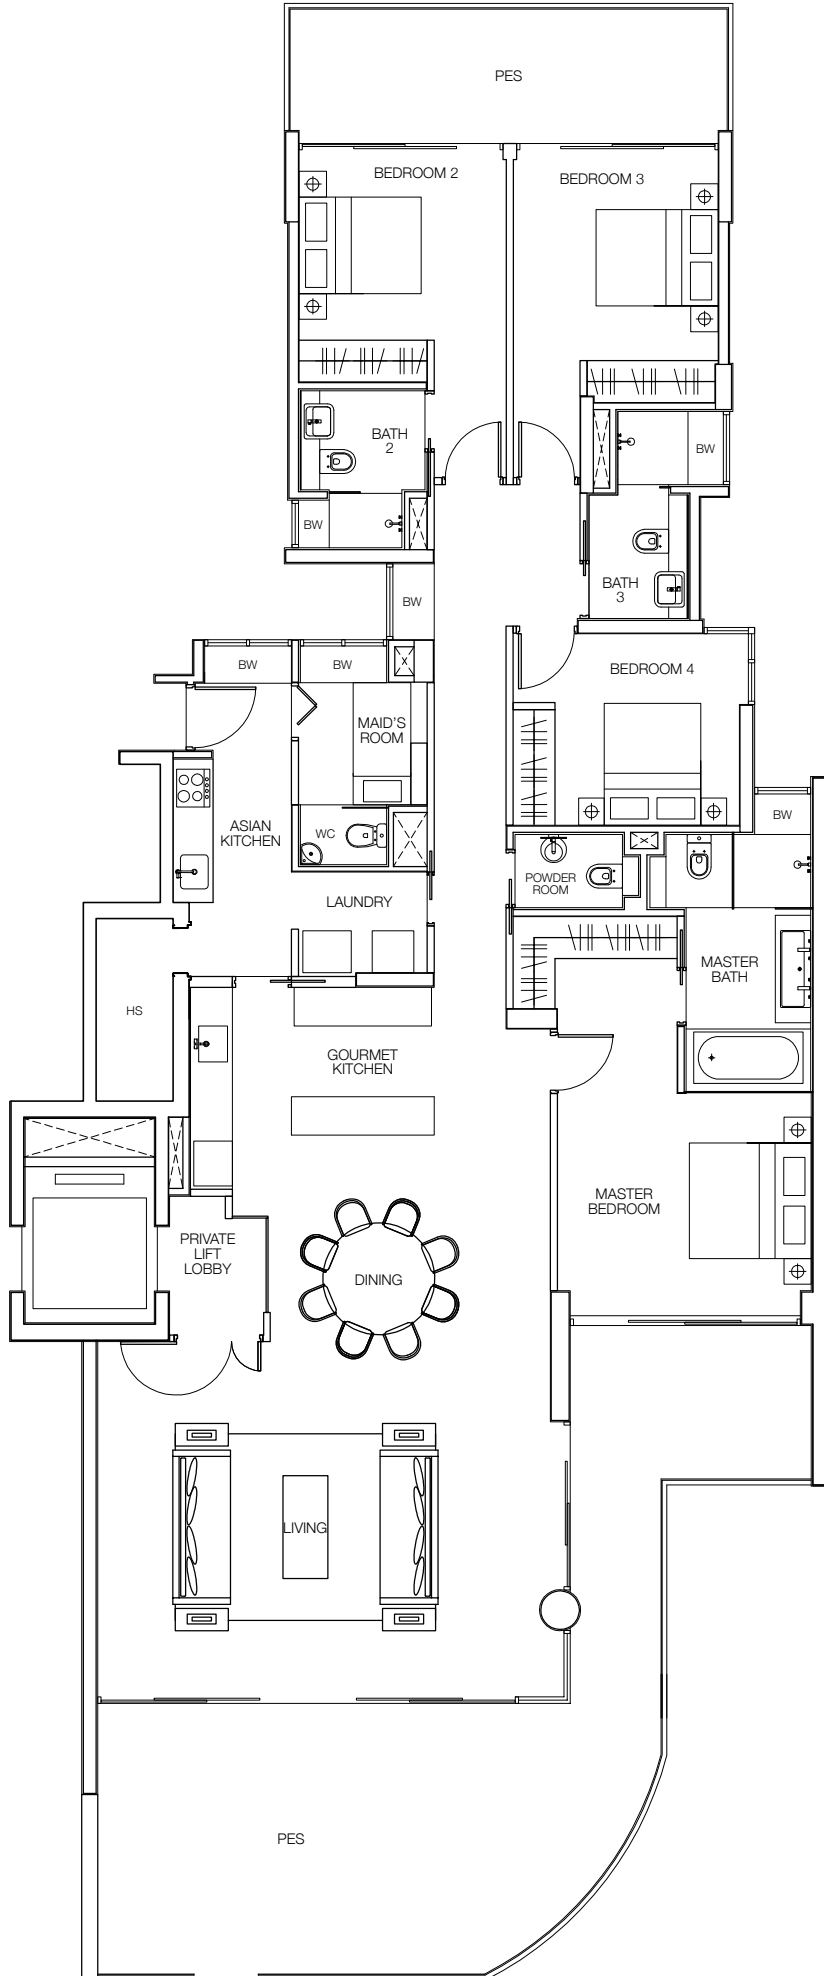 PES
BEDROOM 2
BEDROOM 3
BATH
2
BW
BW
BATH
3
BW
BW
BW
BEDROOM 4
MAID'S
ROOM
BW
ASIAN
KITCHEN
WC
POWDER
ROOM
LAUNDRY
MASTER
BATH
HS
GOURMET
KITCHEN
MASTER
BEDROOM
PRIVATE
LIFT
LOBBY
DINING
LIVING
PES